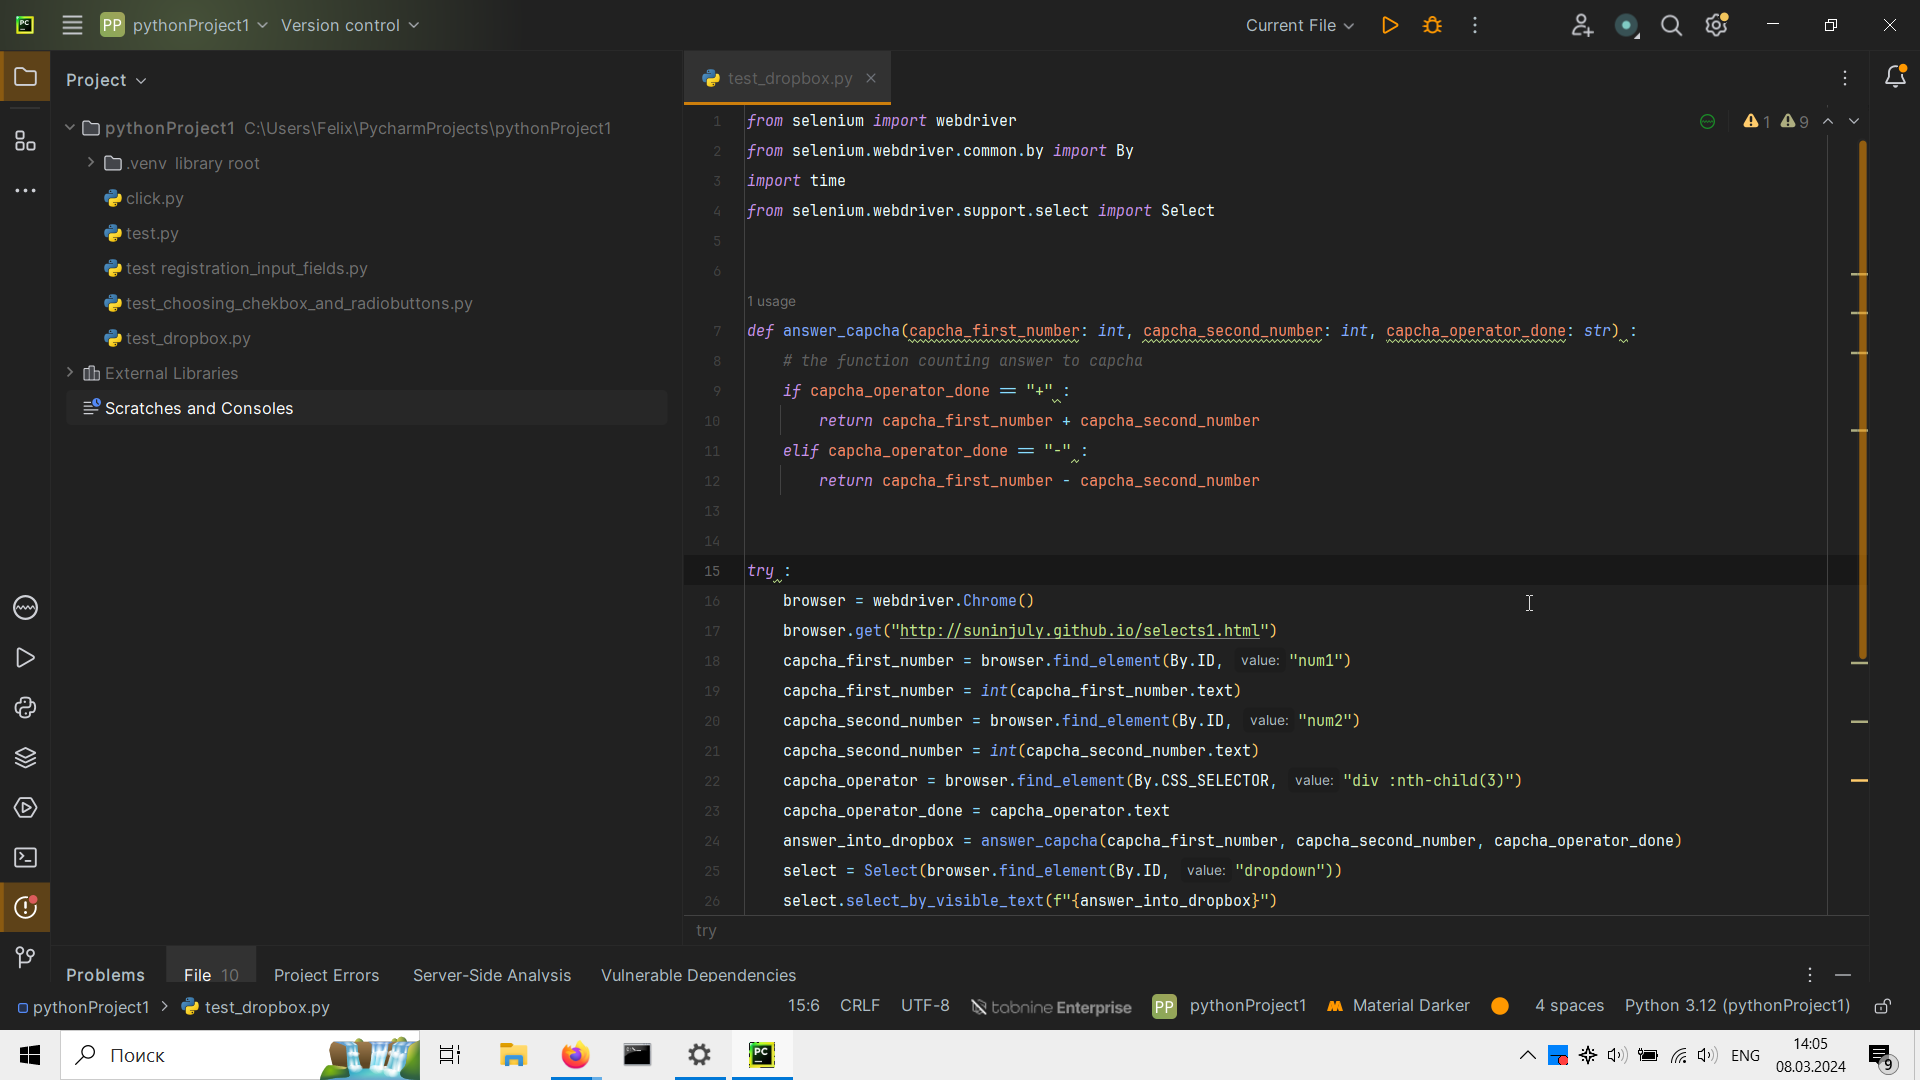 PP pythonProject1 Version control Current File
Project
pythonProject1 C:\Users\Felix\PycharmProjects\pythonProject1
.venv library root
click.py
test.py
test registration_input_fields.py
test_choosing_chekbox_and_radiobuttons.py
test_dropbox.py
External Libraries
Scratches and Consoles
test_dropbox.py
1 9
1 from selenium import webdriver
2 from selenium.webdriver.common.by import By
3 import time
4 from selenium.webdriver.support.select import Select
5
6
1 usage
7 def answer_capcha(capcha_first_number: int, capcha_second_number: int, capcha_operator_done: str) :
8 # the function counting answer to capcha
9 if capcha_operator_done == "+" :
10 return capcha_first_number + capcha_second_number
11 elif capcha_operator_done == "-" :
12 return capcha_first_number - capcha_second_number
13
14
15 try :
16 browser = webdriver.Chrome()
17 browser.get("http://suninjuly.github.io/selects1.html")
18 capcha_first_number = browser.find_element(By.ID, value: "num1")
19 capcha_first_number = int(capcha_first_number.text)
20 capcha_second_number = browser.find_element(By.ID, value: "num2")
21 capcha_second_number = int(capcha_second_number.text)
22 capcha_operator = browser.find_element(By.CSS_SELECTOR, value: "div :nth-child(3)")
23 capcha_operator_done = capcha_operator.text
24 answer_into_dropbox = answer_capcha(capcha_first_number, capcha_second_number, capcha_operator_done)
25 select = Select(browser.find_element(By.ID, value: "dropdown"))
26 select.select_by_visible_text(f"{answer_into_dropbox}")
try
Problems File 10 Project Errors Server-Side Analysis Vulnerable Dependencies
pythonProject1 > test_dropbox.py 15:6 CRLF UTF-8 tabnine Enterprise PP pythonProject1 Material Darker 4 spaces Python 3.12 (pythonProject1)
Поиск PC ENG 14:05
08.03.2024 9